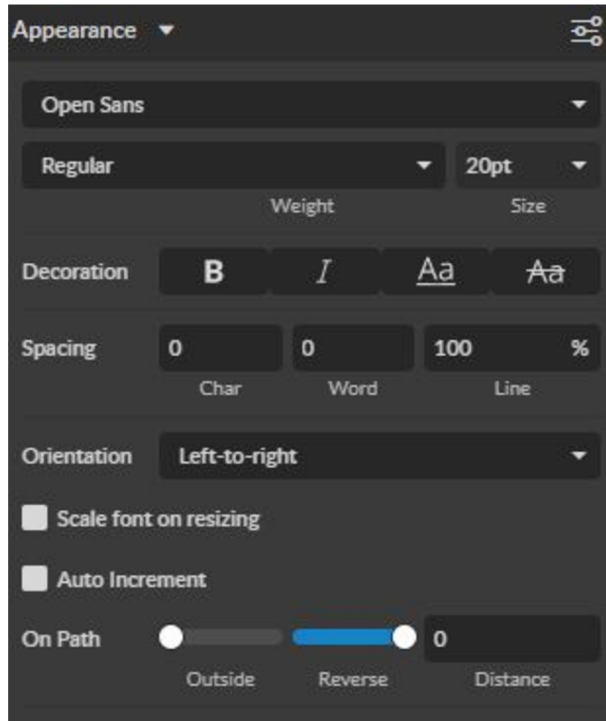 Appearance
Open Sans
Regular 20pt
Weight Size
Decoration B I Aa Aa
Spacing 0 0 100 %
Char Word Line
Orientation Left-to-right
Scale font on resizing
Auto Increment
On Path 0
Outside Reverse Distance